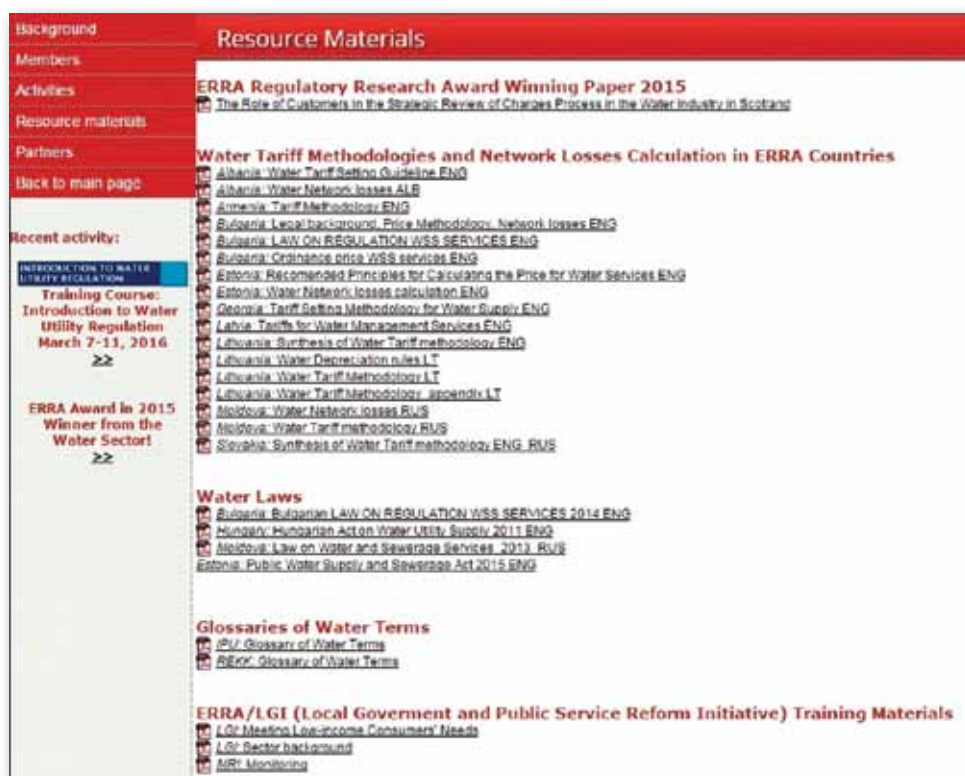 Background
Members
Activities
Resource materials
Partners
Back to main page
Recent activity:
INTRODUCTION TO WATER
UTILITY REGULATION
Training Course:
Introduction to Water
Utility Regulation
March 7-11, 2016
>>
ERRA Award in 2015
Winner from the
Water Sector!
>>
Resource Materials
ERRA Regulatory Research Award Winning Paper 2015
The Role of Customers in the Strategic Review of Charges Process in the Water Industry in Scotland
Water Tariff Methodologies and Network Losses Calculation in ERRA Countries
Albania: Water Tariff Setting Guideline ENG
Albania: Water Network losses ALB
Armenia: Tariff Methodology ENG
Bulgaria: Legal background, Price Methodology, Network losses ENG
Bulgaria: LAW ON REGULATION WSS SERVICES ENG
Bulgaria: Ordinance price WSS services ENG
Estonia: Recomended Principles for Calculating the Price for Water Services ENG
Estonia: Water Network losses calculation ENG
Georgia: Tariff Setting Methodology for Water Supply ENG
Latvia: Tariffs for Water Management Services ENG
Lithuania: Synthesis of Water Tariff methodology ENG
Lithuania: Water Depreciation rules LT
Lithuania: Water Tariff Methodology LT
Lithuania: Water Tariff Methodology appendix LT
Moldova: Water Network losses RUS
Moldova: Water Tariff methodology RUS
Slovakia: Synthesis of Water Tariff methodology ENG RUS
Water Laws
Bulgaria: Bulgarian LAW ON REGULATION WSS SERVICES 2014 ENG
Hungary: Hungarian Act on Water Utility Supply 2011 ENG
Moldova: Law on Water and Sewerage Services 2013 RUS
Estonia: Public Water Supply and Sewerage Act 2015 ENG
Glossaries of Water Terms
IPU: Glossary of Water Terms
REKK: Glossary of Water Terms
ERRA/LGI (Local Goverment and Public Service Reform Initiative) Training Materials
LGI: Meeting Low-income Consumers' Needs
LGI: Sector background
MRI: Monitoring